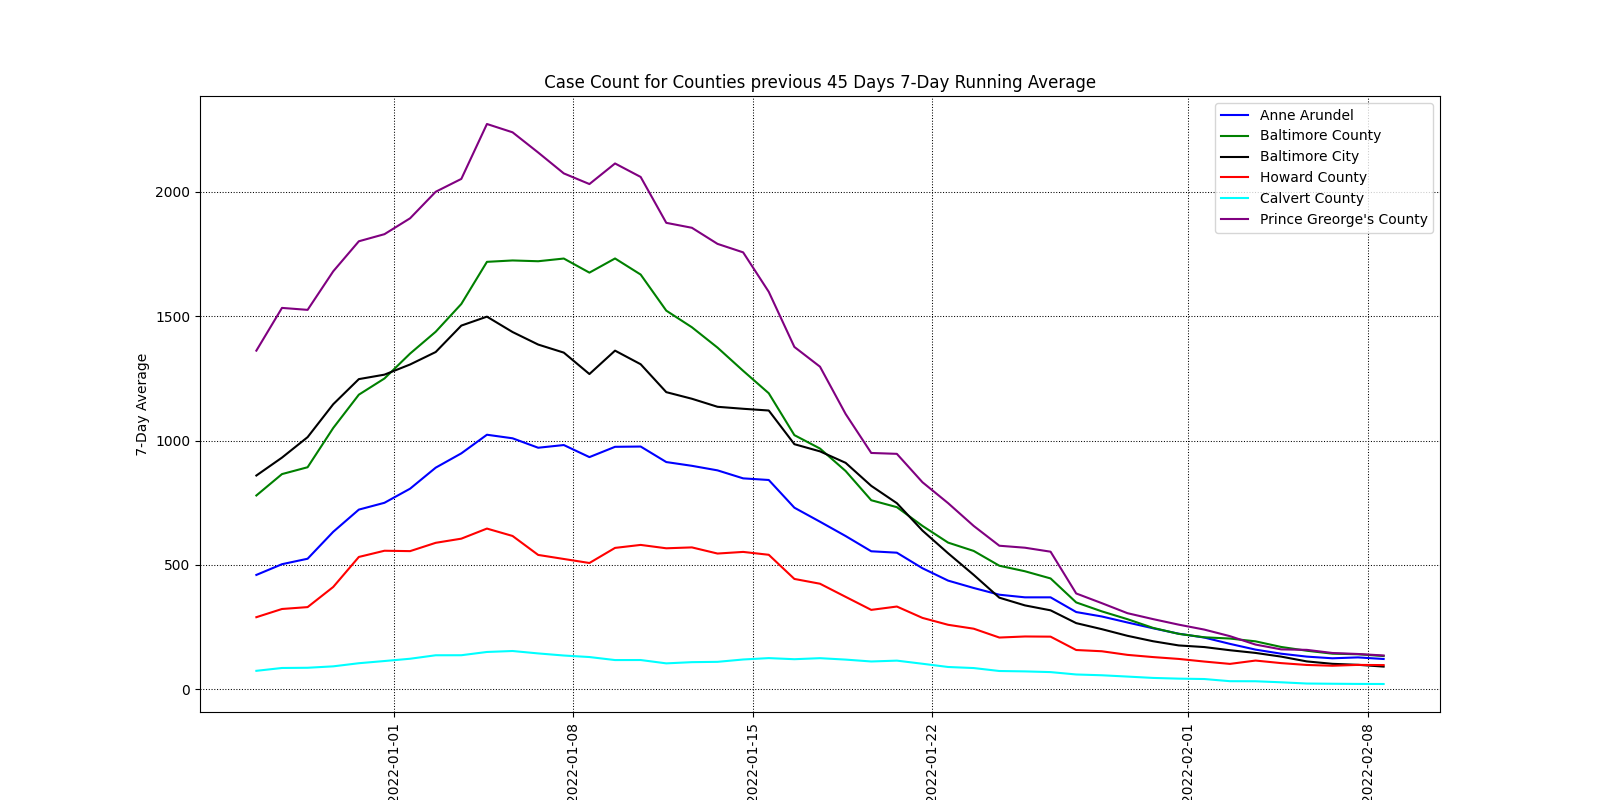 Case Count for Counties previous 45 Days 7-Day Running Average
Anne Arundel
Baltimore County
Baltimore City
Howard County
Calvert County
Prince Greorge's County
7-Day Average
2000
1500
1000
500
0
2022-01-01
2022-01-08
2022-01-15
2022-01-22
2022-02-01
2022-02-08